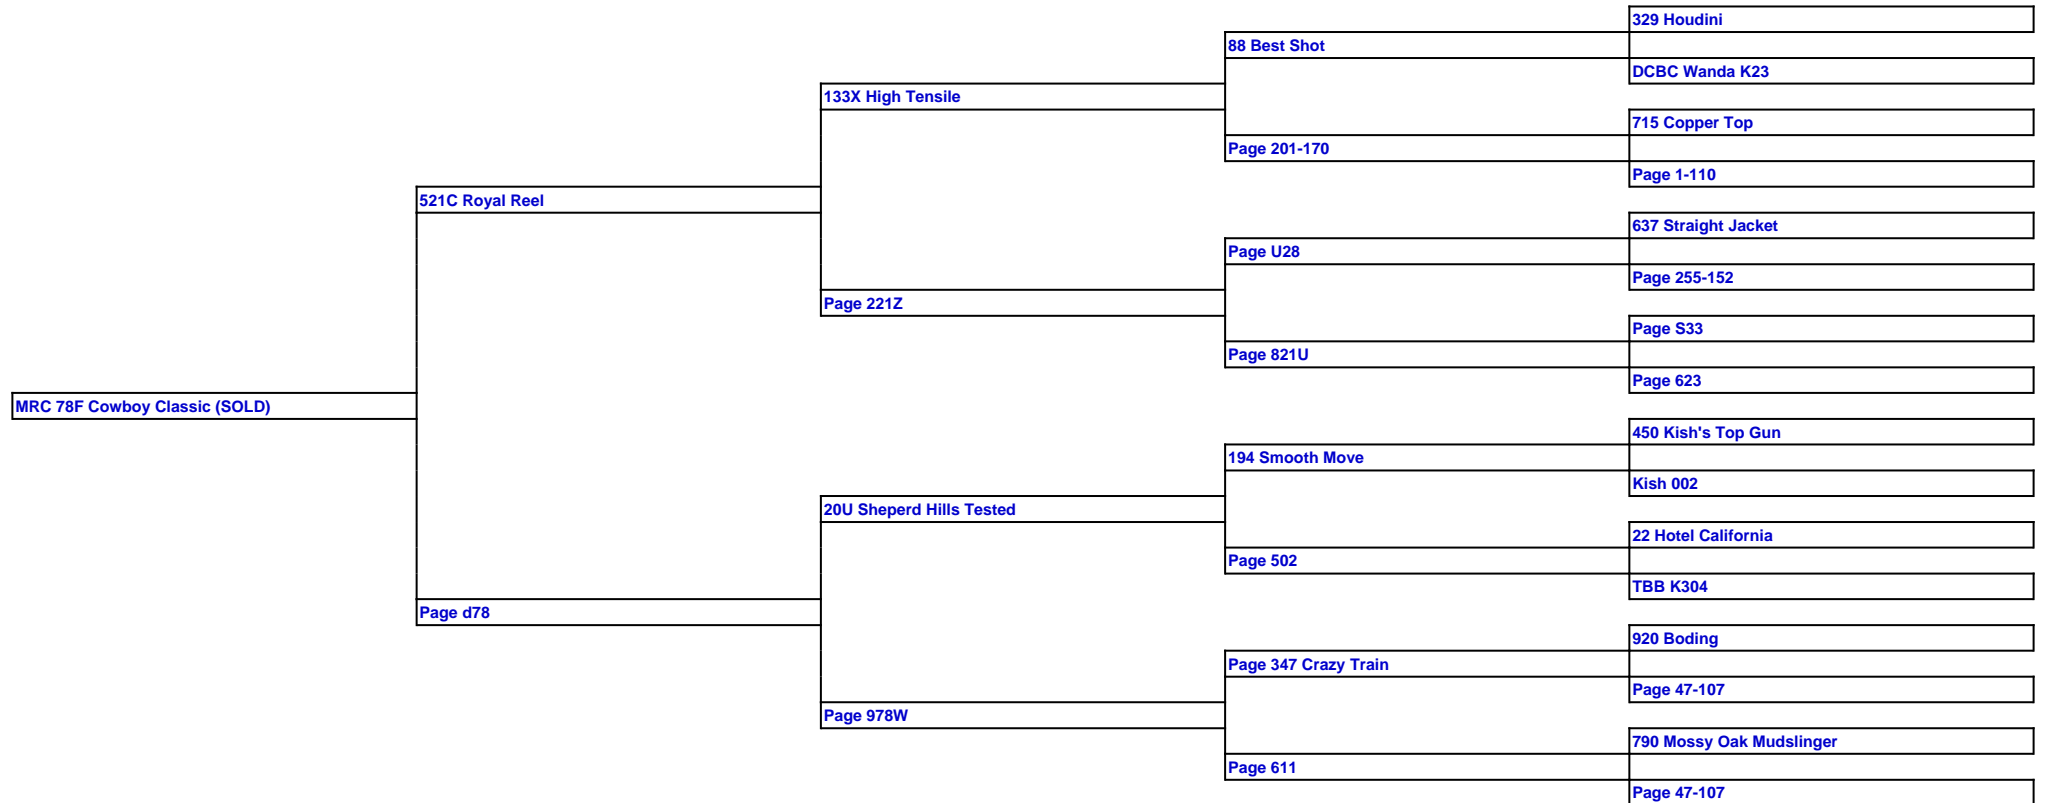 329 Houdini
88 Best Shot
DCBC Wanda K23
133X High Tensile
715 Copper Top
Page 201-170
Page 1-110
521C Royal Reel
637 Straight Jacket
Page U28
Page 255-152
Page 221Z
Page S33
Page 821U
Page 623
MRC 78F Cowboy Classic (SOLD)
450 Kish's Top Gun
194 Smooth Move
Kish 002
20U Sheperd Hills Tested
22 Hotel California
Page 502
TBB K304
Page d78
920 Boding
Page 347 Crazy Train
Page 47-107
Page 978W
790 Mossy Oak Mudslinger
Page 611
Page 47-107